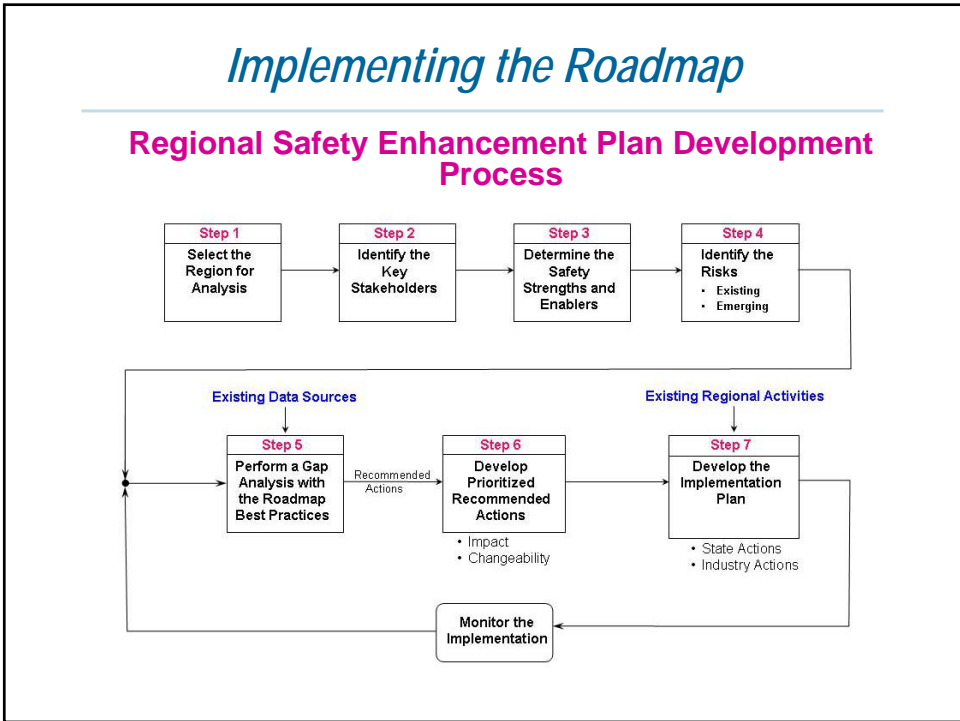 Implementing the Roadmap
Regional Safety Enhancement Plan Development
Process
Step 1
Select the
Region for
Analysis
Step 2
Identify the
Key
Stakeholders
Step 3
Determine the
Safety
Strengths and
Enablers
Step 4
Identify the
Risks
• Existing
• Emerging
Existing Data Sources
Existing Regional Activities
Step 5
Perform a Gap
Analysis with
the Roadmap
Best Practices
Recommended
Actions
Step 6
Develop
Prioritized
Recommended
Actions
• Impact
• Changeability
Step 7
Develop the
Implementation
Plan
• State Actions
• Industry Actions
Monitor the
Implementation